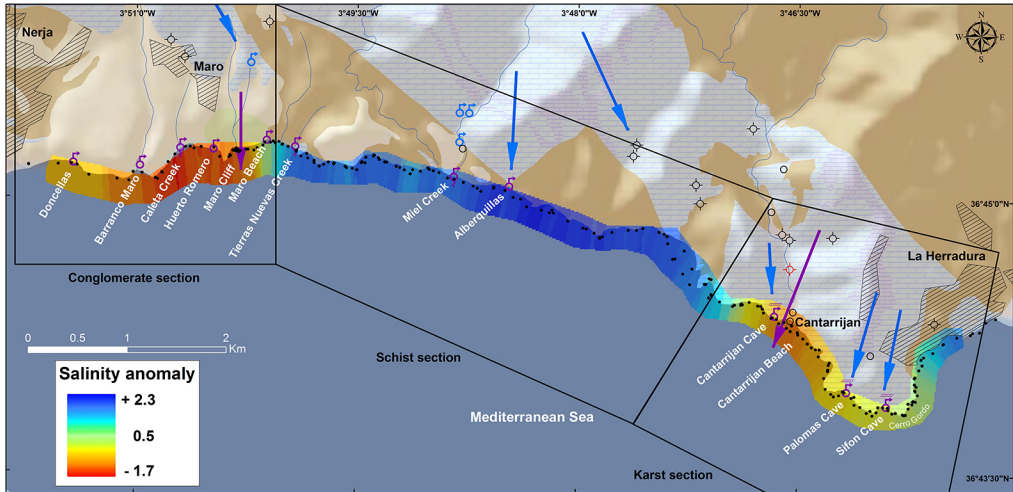 3°51'0"W
3°49'30"W
3°48'0"W
3°46'30"W
N
W E
S
Nerja
Maro
Doncellas
Barranco Maro
Caleta Creek
Huerto Romero
Maro Cliff
Maro Beach
Tierras Nuevas Creek
Miel Creek
Alberquillas
36°45'0"N
La Herradura
Conglomerate section
Cantarrijan
Cantarrijan Cave
Cantarrijan Beach
Palomas Cave
Sifon Cave
Cerro Gordo
0 0.5 1 2
Km
Schist section
Salinity anomaly
+ 2.3
0.5
- 1.7
Mediterranean Sea
Karst section
36°43'30"N